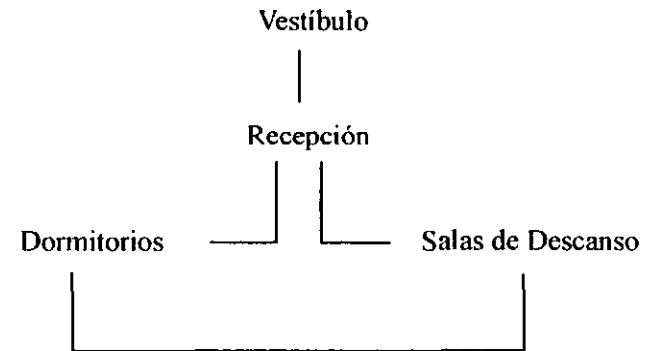 Vestíbulo
Recepción
Dormitorios
Salas de Descanso